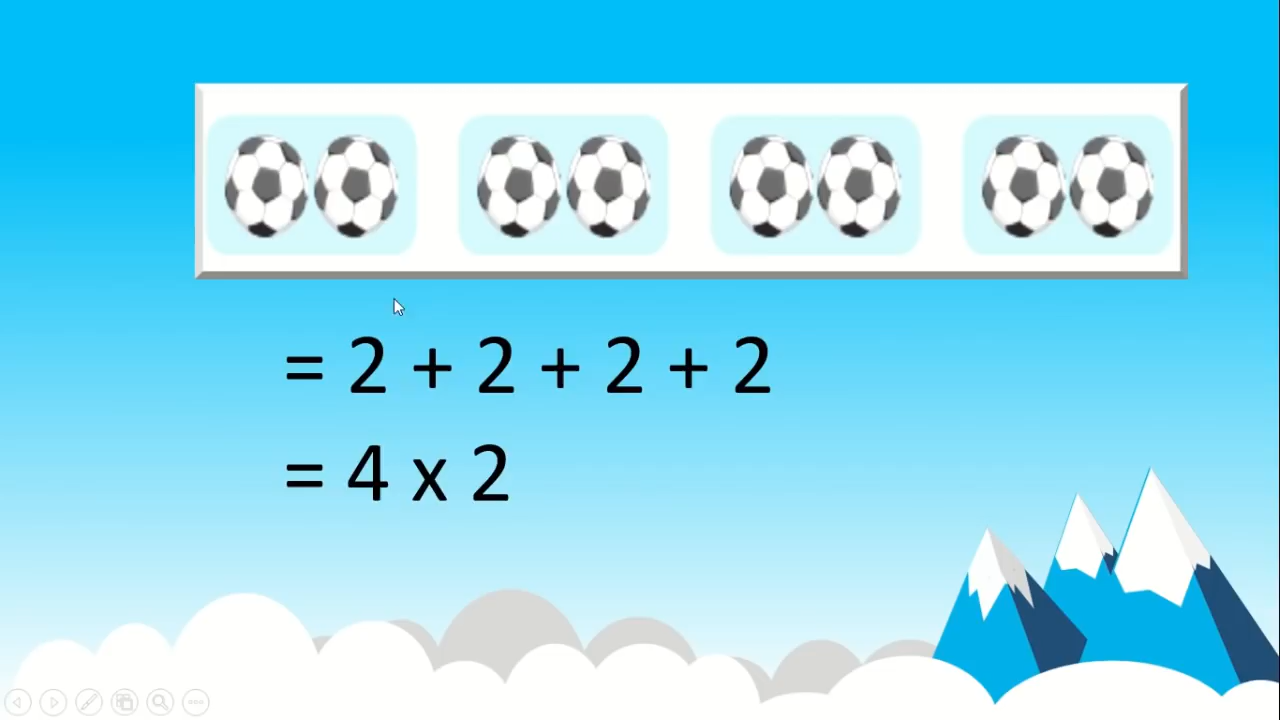 = 2 + 2 + 2 + 2
= 4 x 2